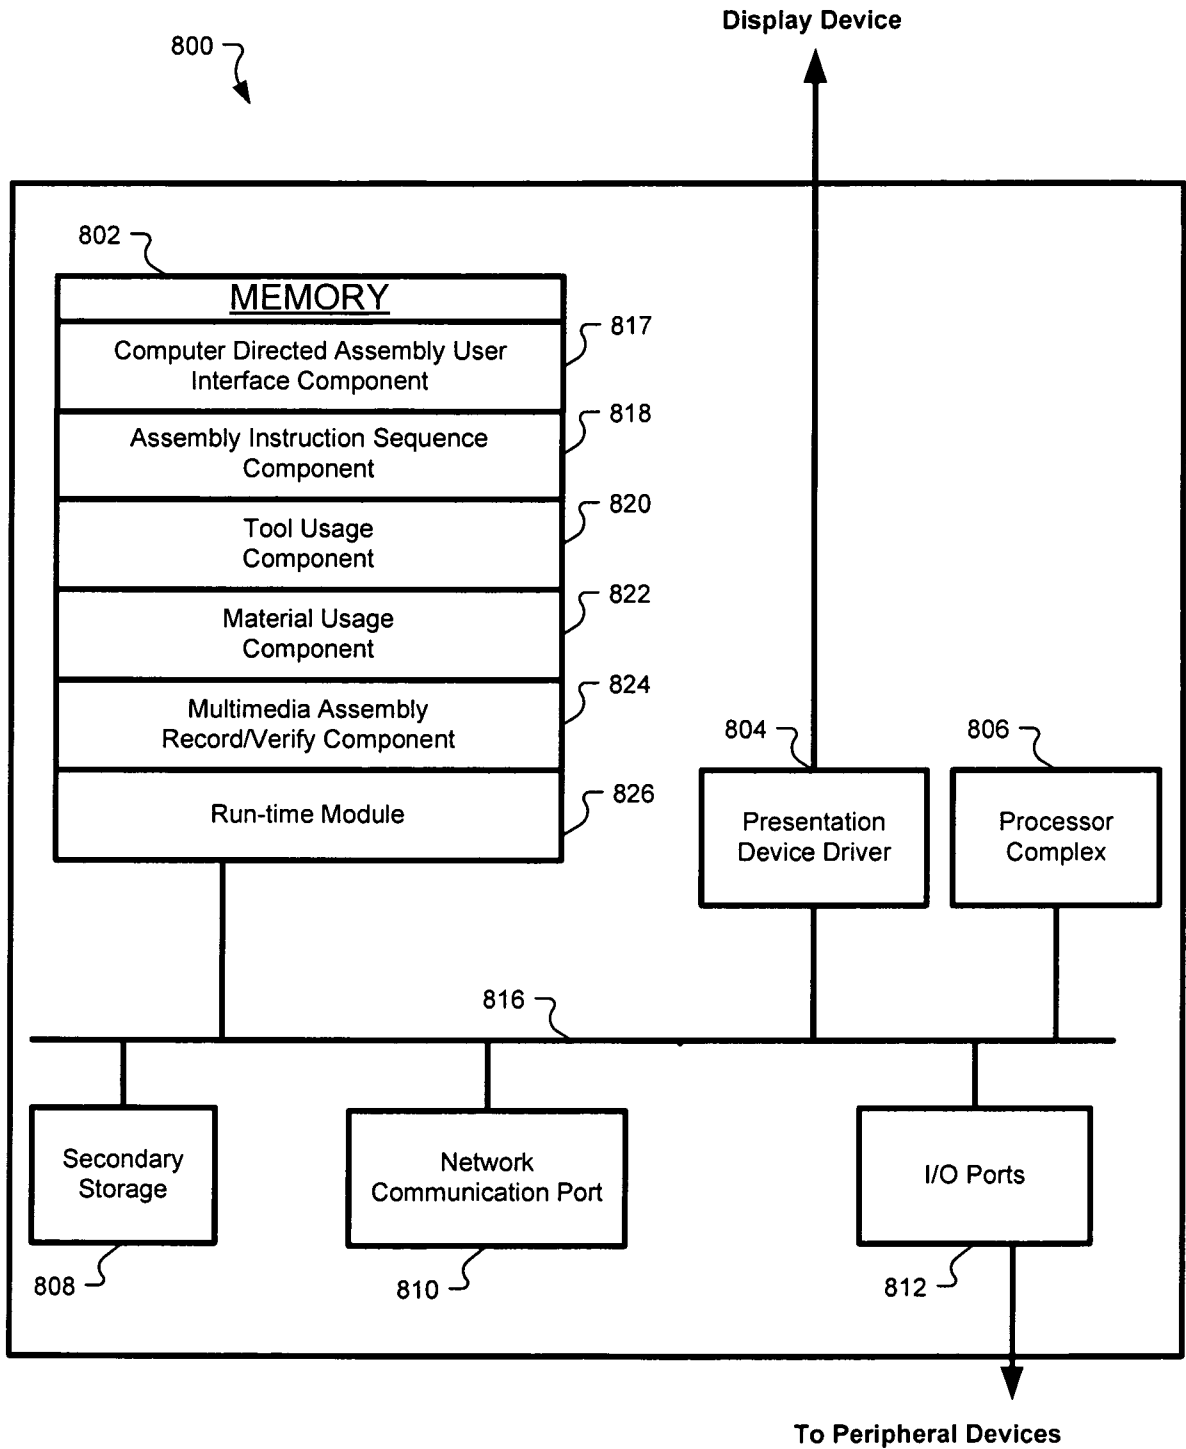 Display Device
800
802
MEMORY
817
Computer Directed Assembly User
Interface Component
818
Assembly Instruction Sequence
Component
820
Tool Usage
Component
822
Material Usage
Component
824
Multimedia Assembly
Record/Verify Component
826
Run-time Module
804
806
Presentation
Device Driver
Processor
Complex
816
Secondary
Storage
Network
Communication Port
I/O Ports
808
810
812
To Peripheral Devices